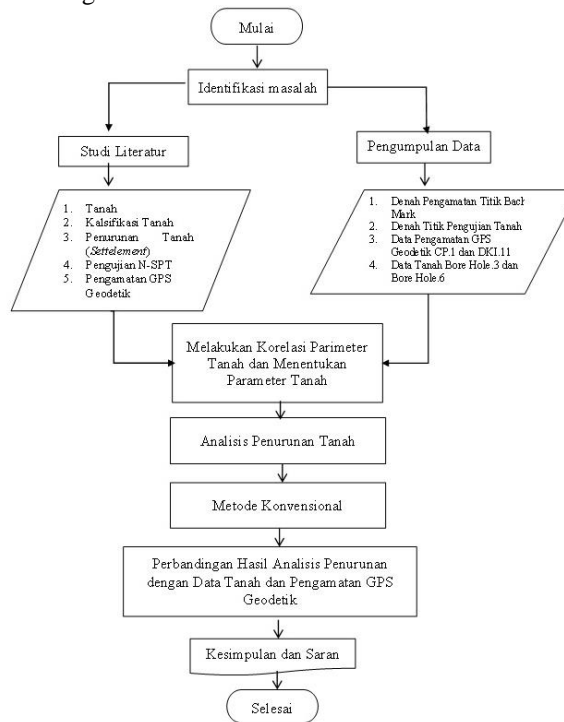 Mulai
Identifikasi masalah
Studi Literatur
Pengumpulan Data
1. Tanah
2. Kalsifikasi Tanah
3. Penurunan Tanah
(Settelement)
4. Pengujian N-SPT
5. Pengamatan GPS
Geodetik
1. Denah Pengamatan Titik Bach
Mark
2. Denah Titik Pengujian Tanah
3. Data Pengamatan GPS
Geodetik CP.1 dan DKI.11
4. Data Tanah Bore Hole.3 dan
Bore Hole.6
Melakukan Korelasi Parimeter
Tanah dan Menentukan
Parameter Tanah
Analisis Penurunan Tanah
Metode Konvensional
Perbandingan Hasil Analisis Penurunan
dengan Data Tanah dan Pengamatan GPS
Geodetik
Kesimpulan dan Saran
Selesai